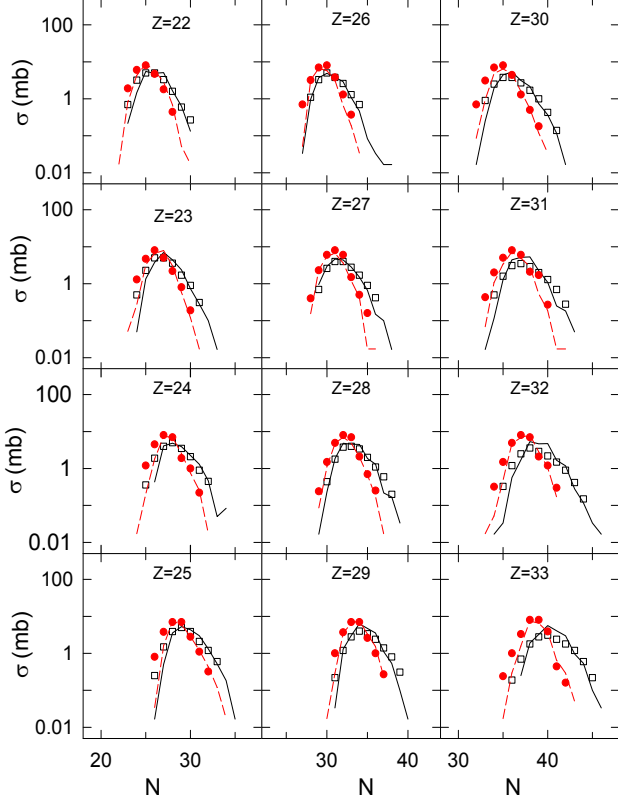 100
1
0.01
σ (mb)
Z=22
Z=26
Z=30
100
1
0.01
σ (mb)
Z=23
Z=27
Z=31
100
1
0.01
σ (mb)
Z=24
Z=28
Z=32
100
1
0.01
σ (mb)
Z=25
Z=29
Z=33
20 30 30 40 30 40
N N N